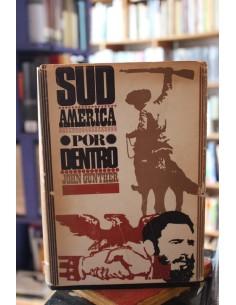 SUD
AMERICA
POR
DENTRO
JOHN GUNTHER